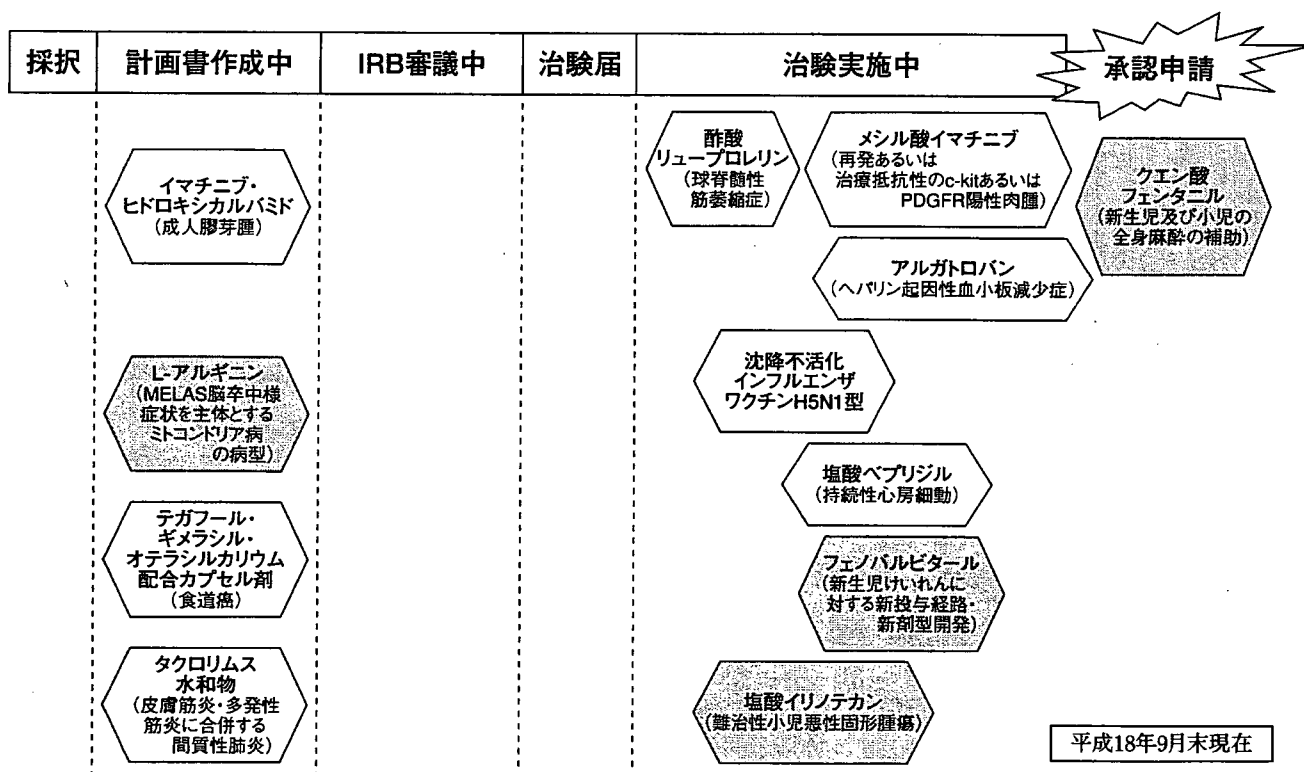 採択
計画書作成中
IRB審議中
治験届
治験実施中
承認申請
イマチニブ・
ヒドロキシカルバミド
(成人膠芽腫)
L-アルギニン
(MELAS脳卒中様
症状を主体とする
ミトコンドリア病
の病型)
テガフール・
ギメラシル・
オテラシルカリウム
配合カプセル剤
(食道癌)
タクロリムス
水和物
(皮膚筋炎・多発性
筋炎に合併する
間質性肺炎)
酢酸
リュープロレリン
(球脊髄性
筋萎縮症)
メシル酸イマチニブ
(再発あるいは
治療抵抗性のc-kitあるいは
PDGFR陽性肉腫)
アルガトロバン
(ヘパリン起因性血小板減少症)
沈降不活化
インフルエンザ
ワクチンH5N1型
塩酸ベプリジル
(持続性心房細動)
フェノバルビタール
(新生児けいれんに
対する新投与経路・
新剤型開発)
塩酸イリノテカン
(難治性小児悪性固形腫瘍)
クエン酸
フェンタニル
(新生児及び小児の
全身麻酔の補助)
平成18年9月末現在